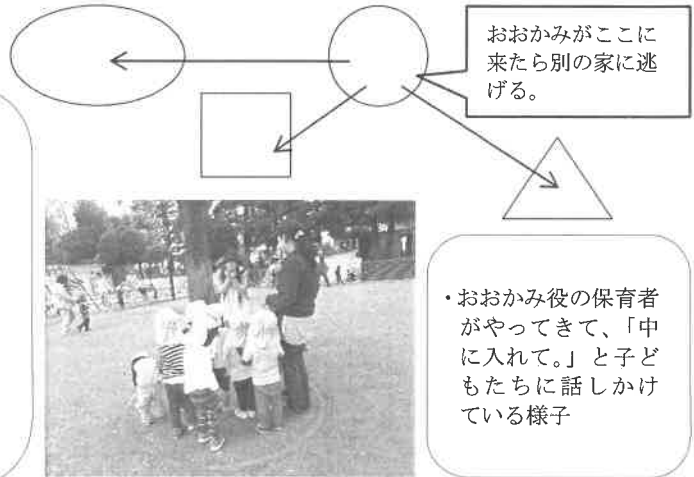 おおかみがここに
来たら別の家に逃
げる。
・おおかみ役の保育者
がやってきて、「中
に入れて。」と子ど
もたちに話しかけ
ている様子